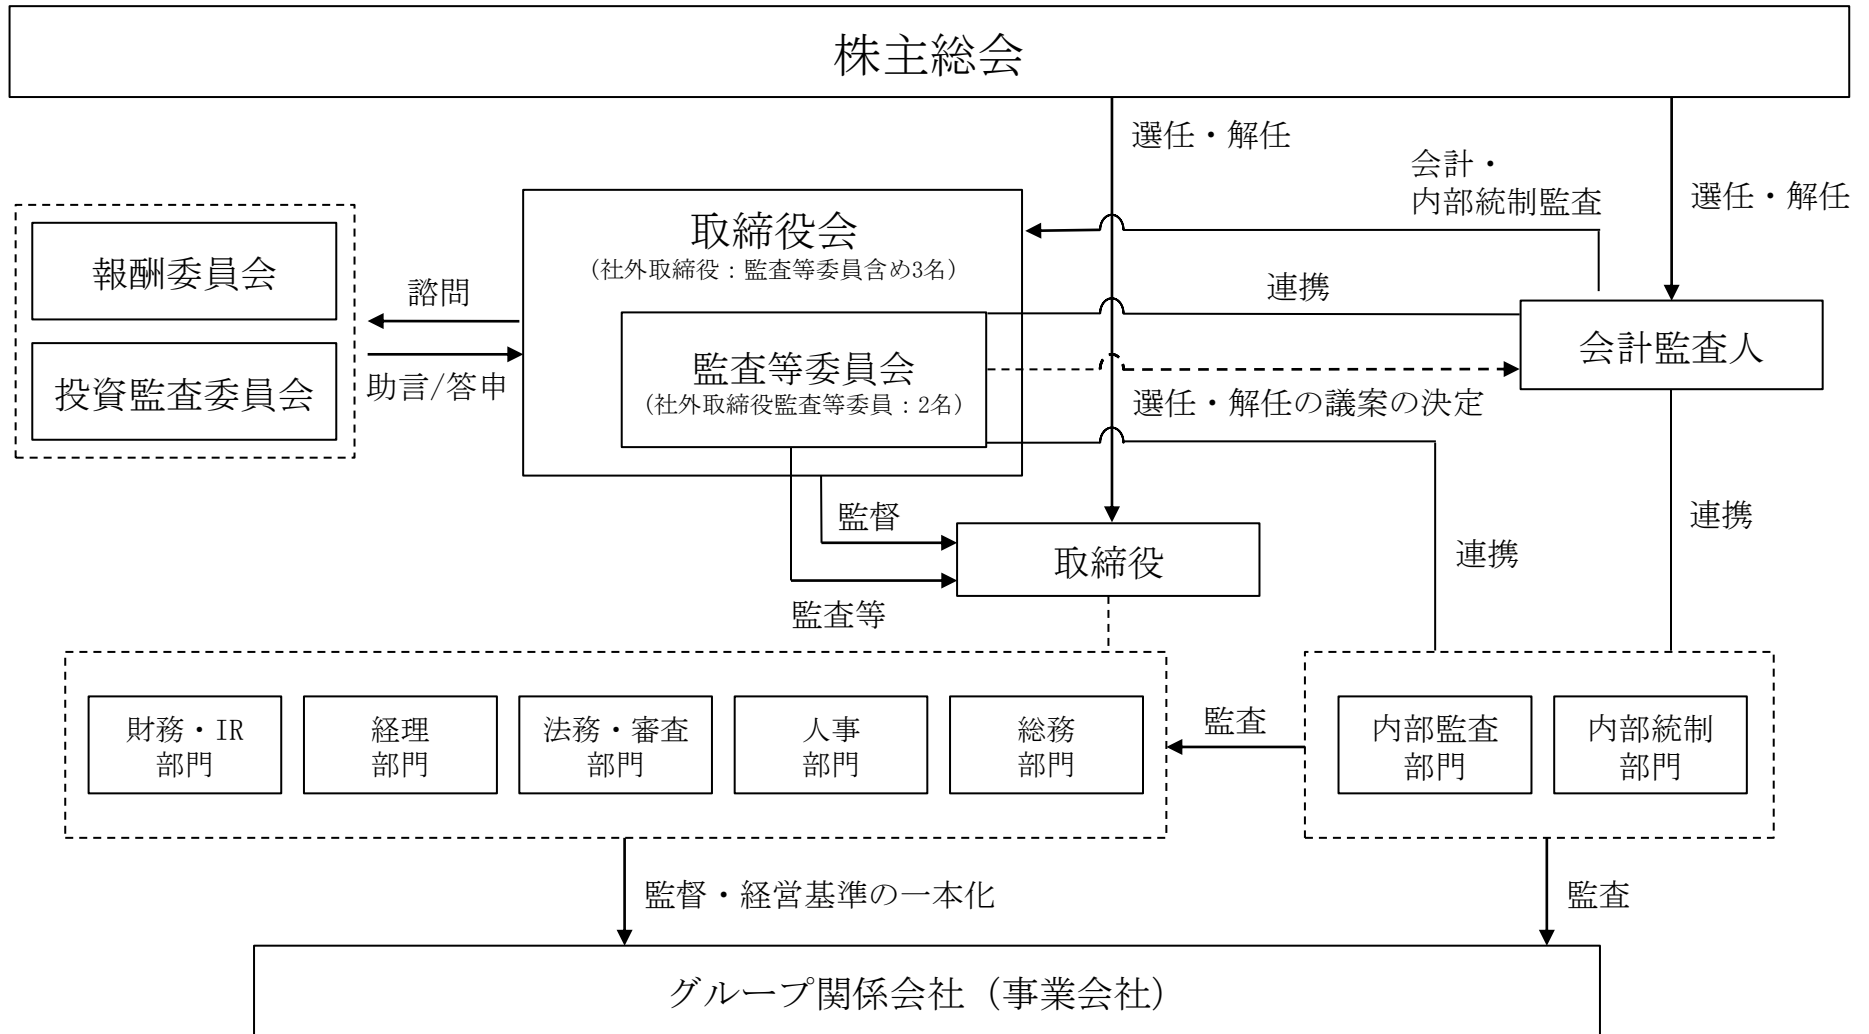 株主総会
選任・解任
会計・
内部統制監査
選任・解任
取締役会
(社外取締役：監査等委員含め3名)
報酬委員会
諮問
連携
会計監査人
投資監査委員会
助言/答申
監査等委員会
(社外取締役監査等委員：2名)
選任・解任の議案の決定
監督
連携
取締役
連携
監査等
財務・IR
部門
経理
部門
法務・審査
部門
人事
部門
総務
部門
監査
内部監査
部門
内部統制
部門
監督・経営基準の一本化
監査
グループ関係会社（事業会社）